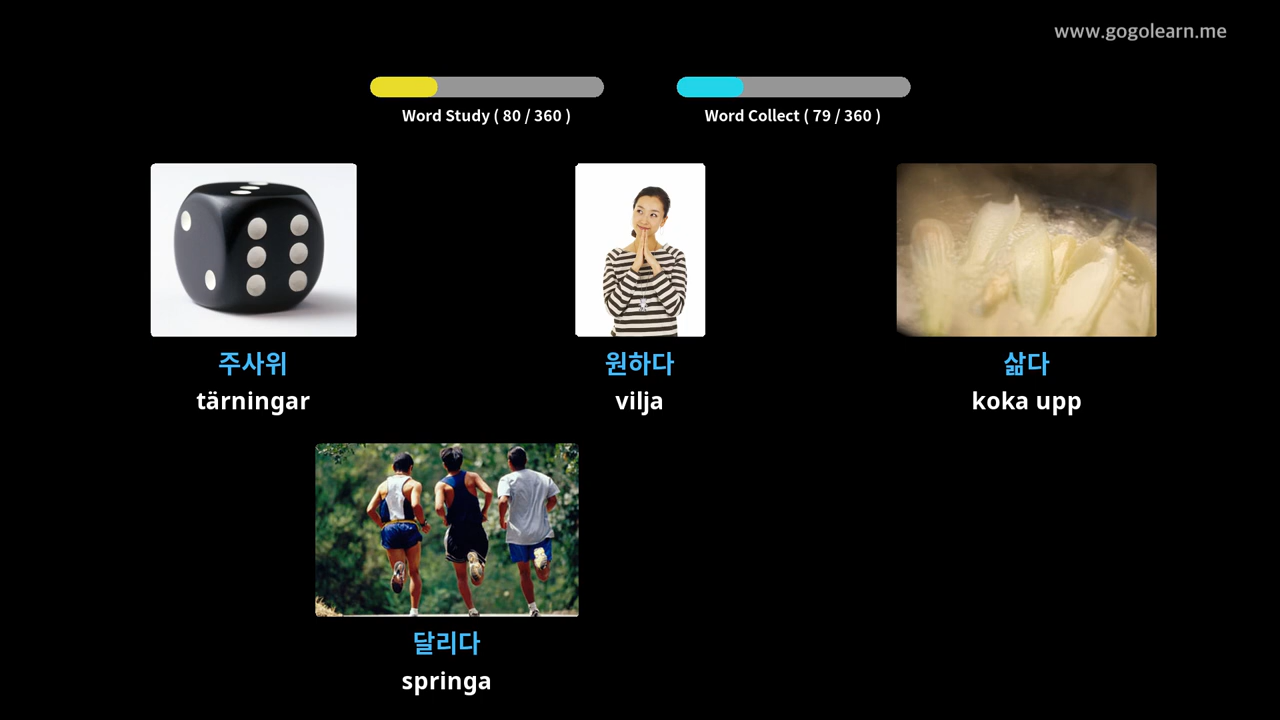 www.gogolearn.me
Word Study ( 80 / 360 )
Word Collect ( 79 / 360 )
주사위
tärningar
원하다
vilja
삶다
koka upp
달리다
springa